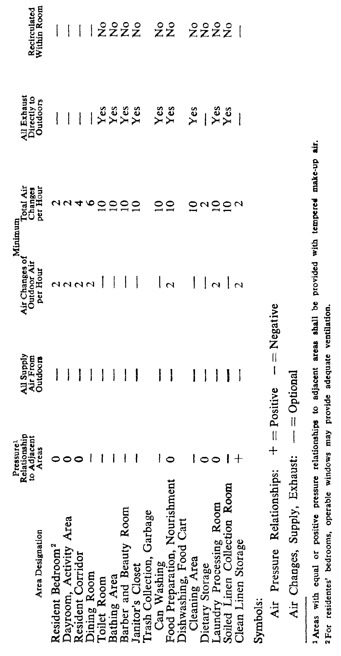 Minimum
Area Designation Pressure¹ Relationship to Adjacent Areas All Supply Air From Outdoors Air Changes of Outdoor Air per Hour Total Air Changes per Hour All Exhaust Directly to Outdoors Recirculated Within Room
Resident Bedroom² 0 — 2 2 — —
Dayroom, Activity Area 0 — 2 2 — —
Resident Corridor 0 — 2 4 — —
Dining Room - — 2 6 — —
Toilet Room - — — 10 Yes No
Bathing Area - — — 10 Yes No
Barber and Beauty Room - — — 10 Yes No
Janitor's Closet - — — 10 Yes No
Trash Collection, Garbage
Can Washing - — — 10 Yes No
Food Preparation, Nourishment 0 — 2 10 Yes No
Dishwashing, Food Cart
Cleaning Area - — — 10 Yes No
Dietary Storage 0 — — 2 — No
Laundry Processing Room 0 — 2 10 Yes No
Soiled Linen Collection Room - — — 10 Yes No
Clean Linen Storage + — 2 2 — —
Symbols:
Air Pressure Relationships: + = Positive - = Negative
Air Changes, Supply, Exhaust: — = Optional
¹ Areas with equal or positive pressure relationships to adjacent areas shall be provided with tempered make-up air.
² For residentes' bedrooms, operable windows may provide adequate ventilation.